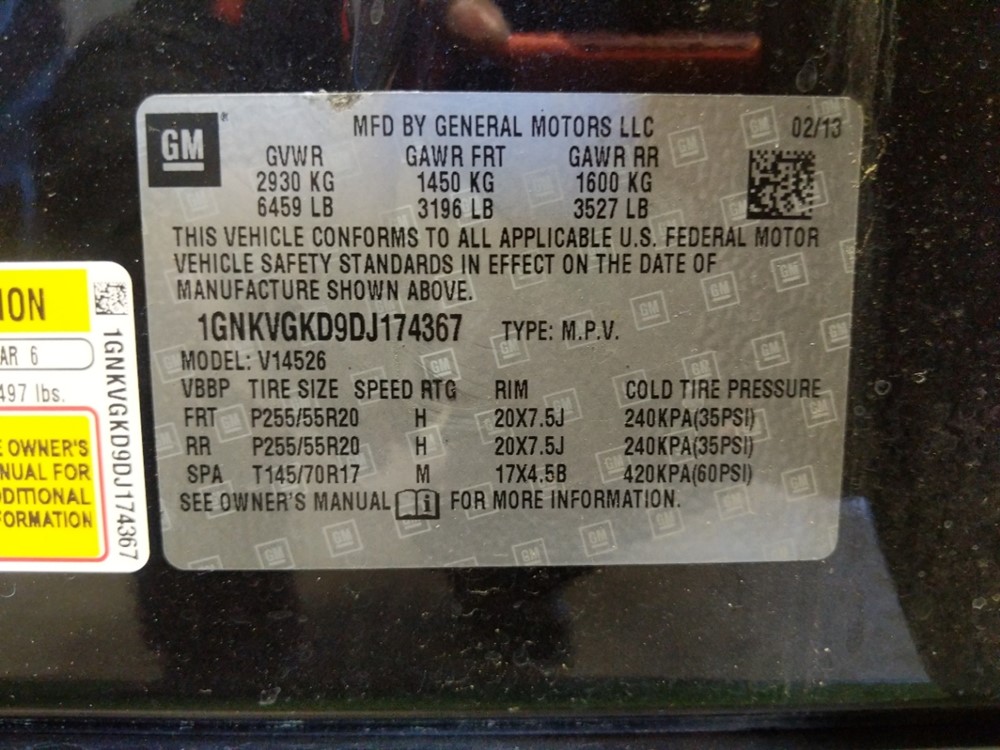 GM
MFD BY GENERAL MOTORS LLC 02/13
GVWR GAWR FRT GAWR RR
2930 KG 1450 KG 1600 KG
6459 LB 3196 LB 3527 LB
THIS VEHICLE CONFORMS TO ALL APPLICABLE U.S. FEDERAL MOTOR
VEHICLE SAFETY STANDARDS IN EFFECT ON THE DATE OF
MANUFACTURE SHOWN ABOVE.
1GNKVGKD9DJ174367 TYPE: M.P.V.
MODEL: V14526
VBBP TIRE SIZE SPEED RTG RIM COLD TIRE PRESSURE
FRT P255/55R20 H 20X7.5J 240KPA(35PSI)
RR P255/55R20 H 20X7.5J 240KPA(35PSI)
SPA T145/70R17 M 17X4.5B 420KPA(60PSI)
SEE OWNER'S MANUAL FOR MORE INFORMATION.
ION
AR 6
497 lbs.
E OWNER'S
NUAL FOR
DDITIONAL
FORMATION
1GNKVGKD9DJ174367